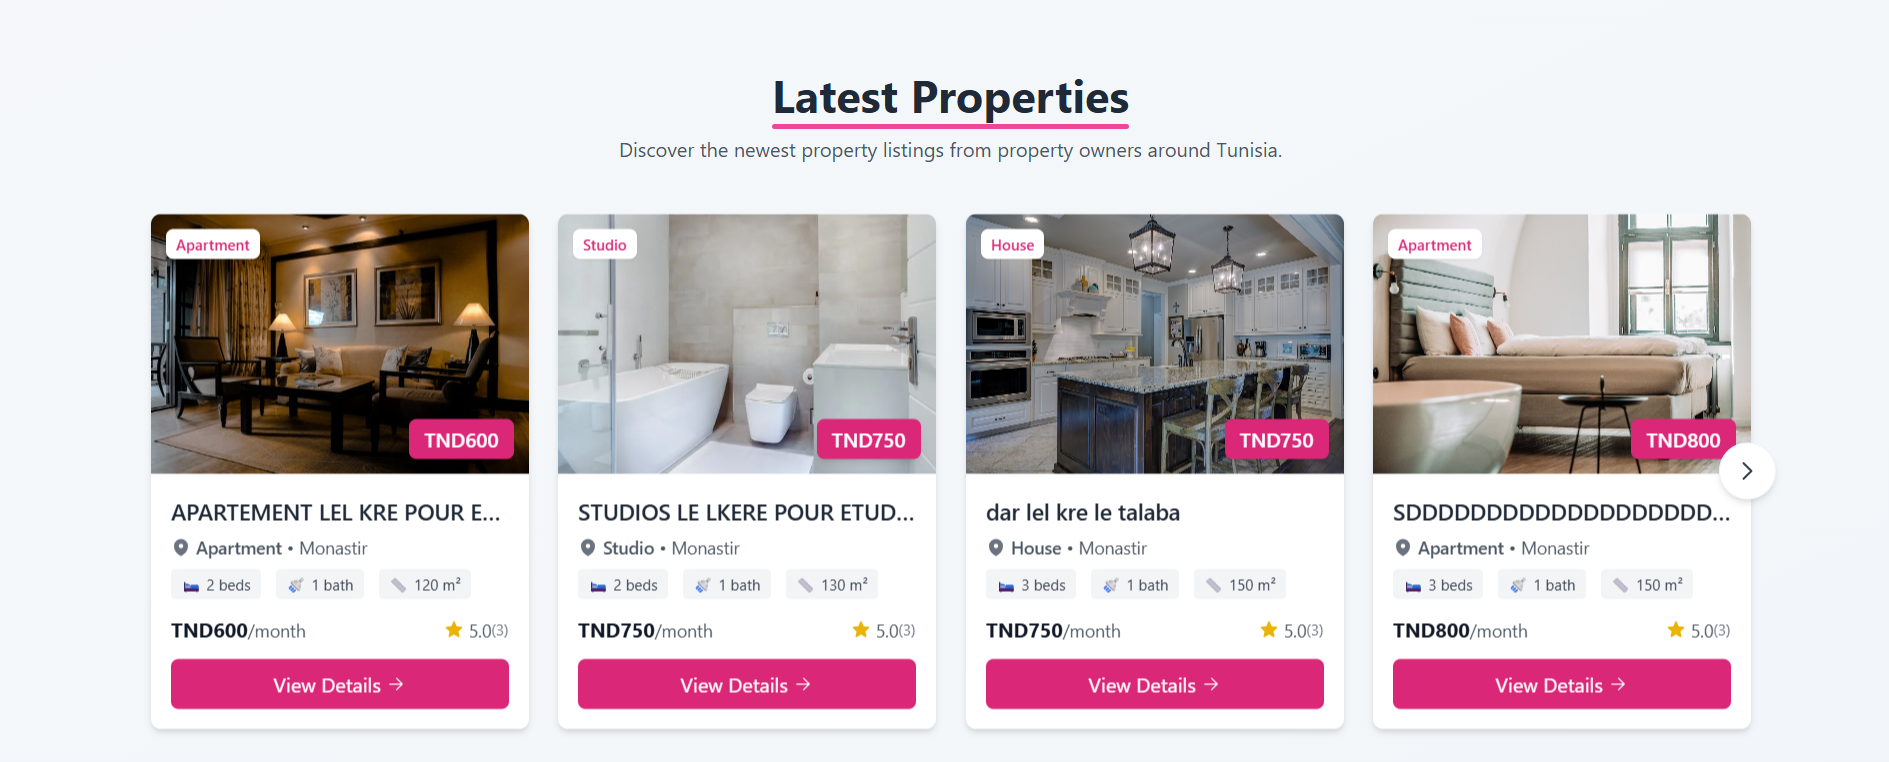 Latest Properties
Discover the newest property listings from property owners around Tunisia.
Apartment
TND600
APARTEMENT LEL KRE POUR E...
Apartment • Monastir
2 beds 1 bath 120 m²
TND600/month 5.0(3)
View Details →
Studio
TND750
STUDIOS LE LKERE POUR ETUD...
Studio • Monastir
2 beds 1 bath 130 m²
TND750/month 5.0(3)
View Details →
House
TND750
dar lel kre le talaba
House • Monastir
3 beds 1 bath 150 m²
TND750/month 5.0(3)
View Details →
Apartment
TND800
SDDDDDDDDDDDDDDDDDDD...
Apartment • Monastir
3 beds 1 bath 150 m²
TND800/month 5.0(3)
View Details →